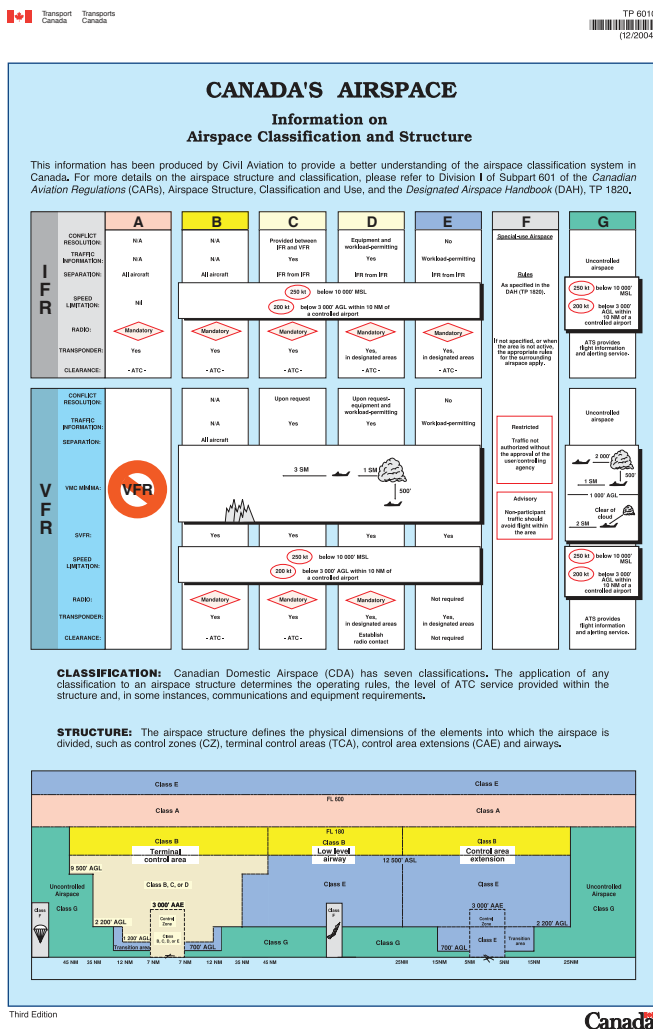 Transport Transports
Canada Canada
TP 6010
(12/2004
CANADA'S AIRSPACE
Information on
Airspace Classification and Structure
This information has been produced by Civil Aviation to provide a better understanding of the airspace classification system in
Canada. For more details on the airspace structure and classification, please refer to Division I of Subpart 601 of the Canadian
Aviation Regulations (CARs), Airspace Structure, Classification and Use, and the Designated Airspace Handbook (DAH), TP 1820.
A B C D E F G
IFR
CONFLICT
RESOLUTION:
N/A
N/A
Provided between
IFR and VFR
Equipment and
workload-permitting
No
TRAFFIC
INFORMATION:
N/A
N/A
Yes
Yes
Workload-permitting
SEPARATION:
All aircraft
All aircraft
IFR from IFR
IFR from IFR
IFR from IFR
SPEED
LIMITATION:
Nil
250 kt below 10 000' MSL
200 kt below 3 000' AGL within 10 NM of
a controlled airport
RADIO:
Mandatory
Mandatory
Mandatory
Mandatory
Mandatory
TRANSPONDER:
Yes
Yes
Yes
Yes,
in designated areas
Yes,
in designated areas
CLEARANCE:
- ATC -
- ATC -
- ATC -
- ATC -
- ATC -
Special-use Airspace
Rules
As specified in the
DAH (TP 1820).
If not specified, or when
the area is not active,
the appropriate rules
for the surrounding
airspace apply.
Uncontrolled
airspace
250 kt below 10 000'
MSL
200 kt below 3 000'
AGL within
10 NM of a
controlled airport
ATS provides
flight information
and alerting service.
VFR
CONFLICT
RESOLUTION:
N/A
Upon request
Upon request-
equipment and
workload-permitting
No
TRAFFIC
INFORMATION:
N/A
Yes
Yes
Workload-permitting
SEPARATION:
All aircraft
VMC MINIMA:
VFR
3 SM
1 SM
500'
SVFR:
Yes
Yes
Yes
Yes
SPEED
LIMITATION:
250 kt below 10 000' MSL
200 kt below 3 000' AGL within 10 NM of
a controlled airport
RADIO:
Mandatory
Mandatory
Mandatory
Not required
TRANSPONDER:
Yes
Yes
Yes,
in designated areas
Yes,
in designated areas
CLEARANCE:
- ATC -
- ATC -
Establish
radio contact
Not required
Restricted
Traffic not
authorized without
the approval of the
user/controlling
agency
Advisory
Non-participant
traffic should
avoid flight within
the area
Uncontrolled
airspace
2 000'
500'
1 SM
1 000' AGL
Clear of
cloud
2 SM
250 kt below 10 000'
MSL
200 kt below 3 000'
AGL within
10 NM of a
controlled airport
ATS provides
flight information
and alerting service.
CLASSIFICATION: Canadian Domestic Airspace (CDA) has seven classifications. The application of any
classification to an airspace structure determines the operating rules, the level of ATC service provided within the
structure and, in some instances, communications and equipment requirements.
STRUCTURE: The airspace structure defines the physical dimensions of the elements into which the airspace is
divided, such as control zones (CZ), terminal control areas (TCA), control area extensions (CAE) and airways.
Class E Class E
FL 600
Class A Class A
FL 180
Class B Class B Class B
Terminal
control area
Low level
airway
Control area
extension
12 500' ASL
9 500' AGL
Uncontrolled
Airspace
Class G
Class B, C, or D
Class E
Class E
Uncontrolled
Airspace
Class G
3 000' AAE
3 000' AAE
Class
F
Class
F
Control
Zone
Control
Zone
2 200' AGL
2 200' AGL
1 200' AGL
Class
B, C, D, or E
Transition area
700' AGL
Class G
Class G
700' AGL
Class E
Transition
area
45 NM 35 NM 12 NM 7 NM 7 NM 12 NM 35 NM 45 NM 25NM 15NM 5NM 5NM 15NM 25NM
Third Edition
Canada